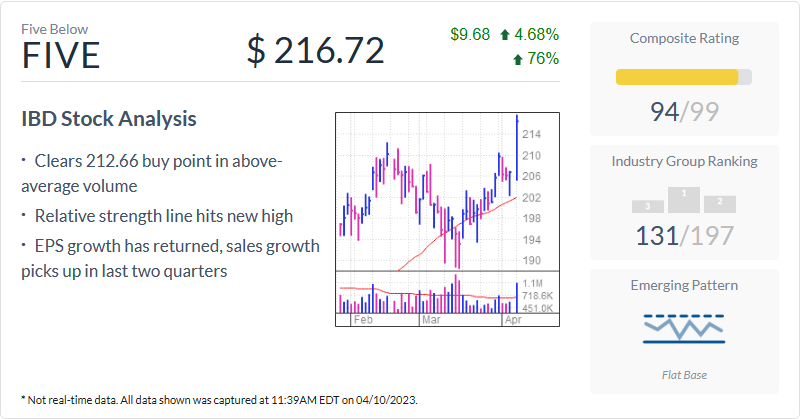 Five Below
FIVE
$ 216.72
$9.68 4.68%
76%
IBD Stock Analysis
· Clears 212.66 buy point in above-
average volume
· Relative strength line hits new high
· EPS growth has returned, sales growth
picks up in last two quarters
214
210
206
202
198
194
190
1.1M
718.6K
451.0K
Feb Mar Apr
Composite Rating
94/99
Industry Group Ranking
3 1 2
131/197
Emerging Pattern
Flat Base
* Not real-time data. All data shown was captured at 11:39AM EDT on 04/10/2023.